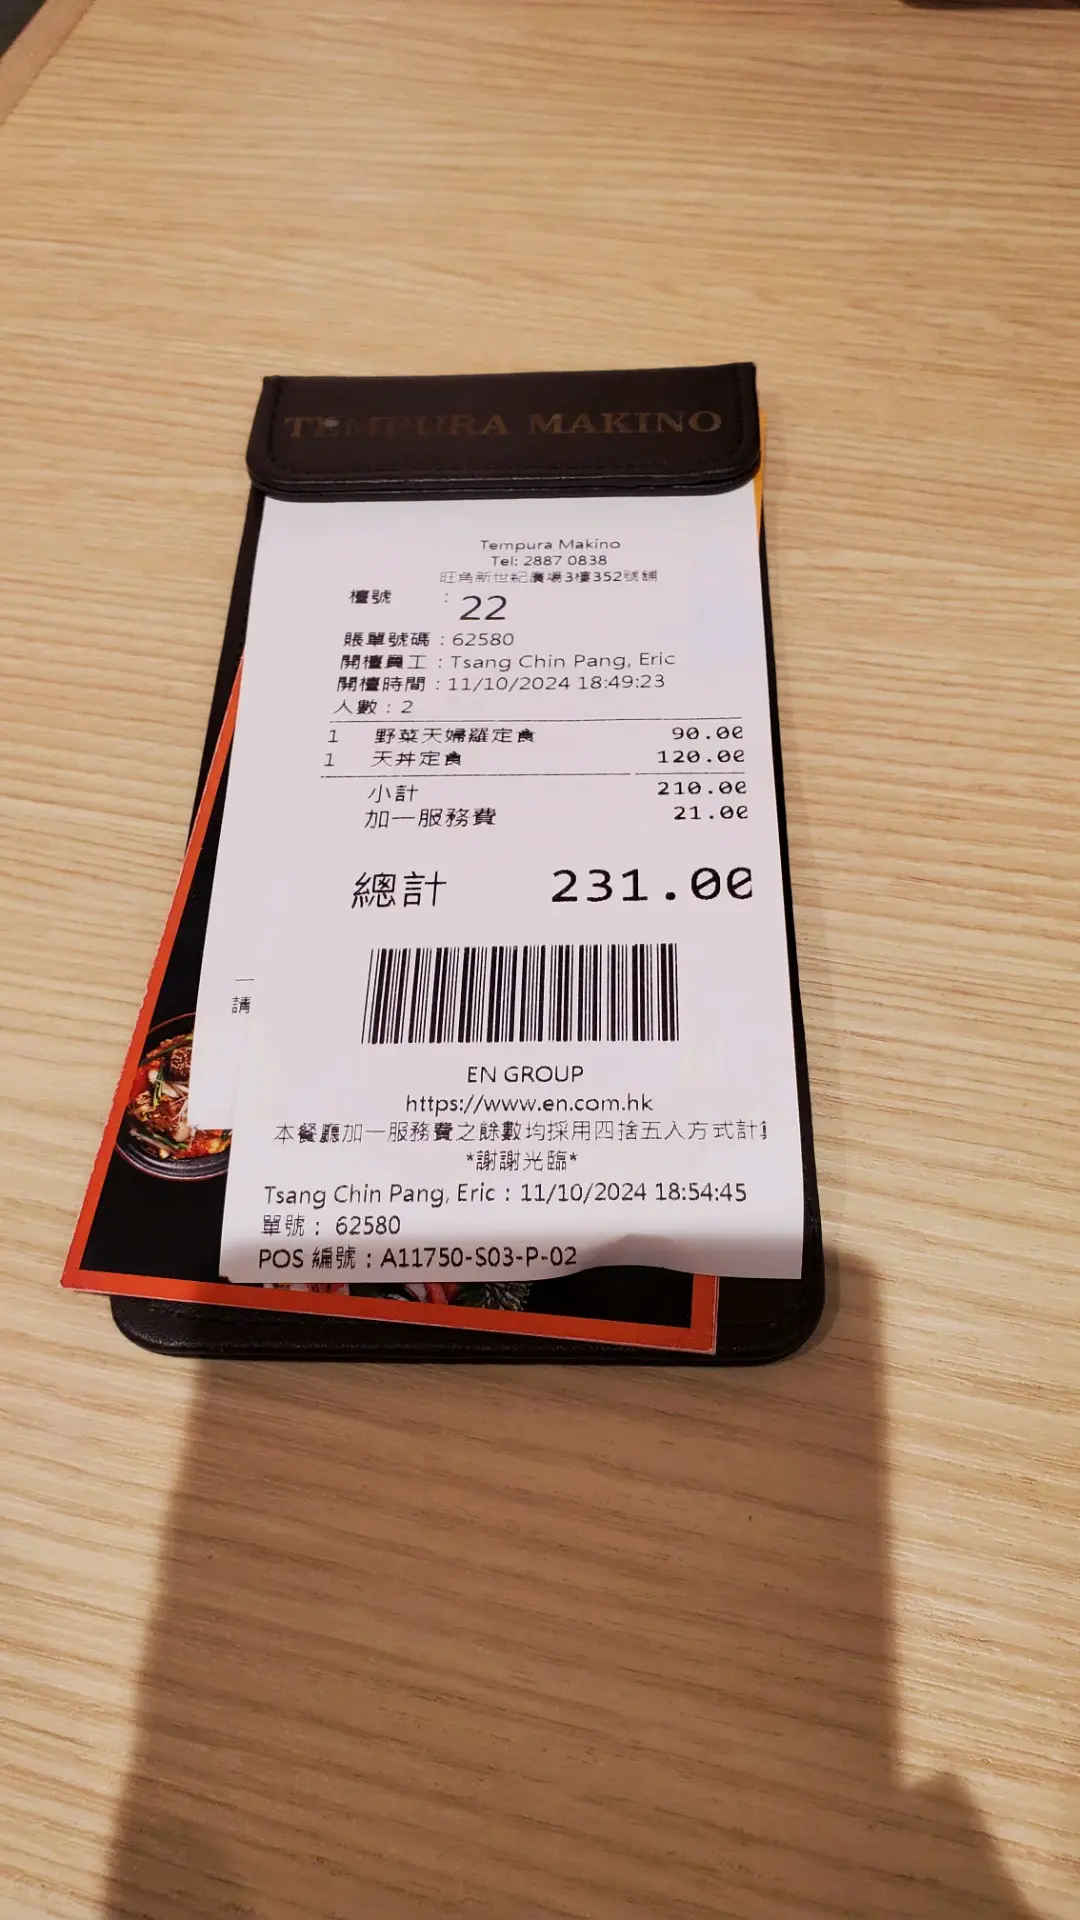 TEMPURA MAKINO
Tempura Makino
Tel: 2887 0838
旺角新世紀廣場3樓352號舖
檯號 : 22
賬單號碼 : 62580
開檯員工 : Tsang Chin Pang, Eric
開檯時間 : 11/10/2024 18:49:23
人數 : 2
1 野菜天婦羅定食 90.00
1 天丼定食 120.00
小計 210.00
加一服務費 21.00
總計 231.00
請
EN GROUP
https://www.en.com.hk
本餐廳加一服務費之餘數均採用四捨五入方式計
*謝謝光臨*
Tsang Chin Pang, Eric : 11/10/2024 18:54:45
單號 : 62580
POS 編號 : A11750-S03-P-02